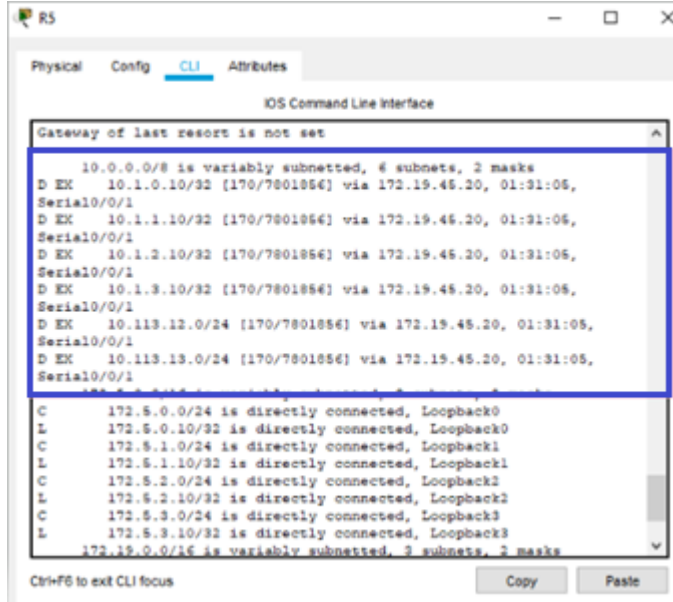 R5
Physical Config CLI Attributes
IOS Command Line Interface
Gateway of last resort is not set
10.0.0.0/8 is variably subnetted, 6 subnets, 2 masks
D EX 10.1.0.10/32 [170/7801856] via 172.19.45.20, 01:31:05,
Serial0/0/1
D EX 10.1.1.10/32 [170/7801856] via 172.19.45.20, 01:31:05,
Serial0/0/1
D EX 10.1.2.10/32 [170/7801856] via 172.19.45.20, 01:31:05,
Serial0/0/1
D EX 10.1.3.10/32 [170/7801856] via 172.19.45.20, 01:31:05,
Serial0/0/1
D EX 10.113.12.0/24 [170/7801856] via 172.19.45.20, 01:31:05,
Serial0/0/1
D EX 10.113.13.0/24 [170/7801856] via 172.19.45.20, 01:31:05,
Serial0/0/1
is variably subnetted, subnets, masks
C 172.5.0.0/24 is directly connected, Loopback0
L 172.5.0.10/32 is directly connected, Loopback0
C 172.5.1.0/24 is directly connected, Loopback1
L 172.5.1.10/32 is directly connected, Loopback1
C 172.5.2.0/24 is directly connected, Loopback2
L 172.5.2.10/32 is directly connected, Loopback2
C 172.5.3.0/24 is directly connected, Loopback3
L 172.5.3.10/32 is directly connected, Loopback3
172.19.0.0/16 is variably subnetted, 3 subnets, 2 masks
Ctrl+F6 to exit CLI focus
Copy Paste